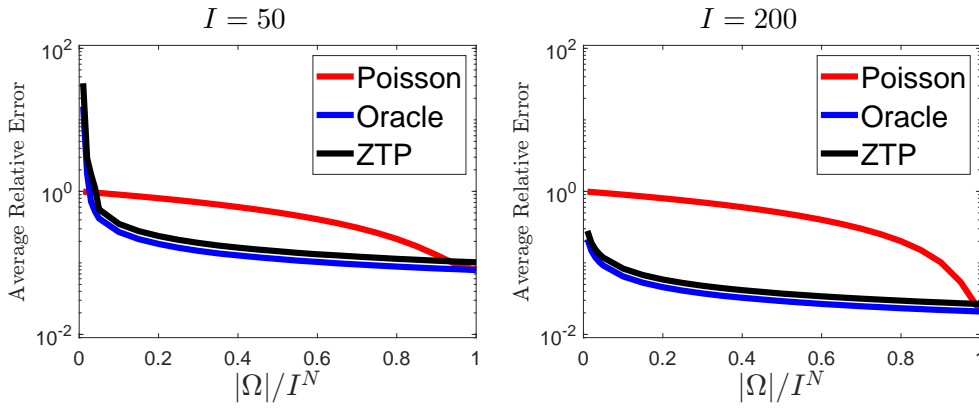 I = 50
10^2
10^0
10^-2
Average Relative Error
0 0.2 0.4 0.6 0.8 1
|Ω|/I^N
Poisson
Oracle
ZTP
I = 200
10^2
10^0
10^-2
Average Relative Error
0 0.2 0.4 0.6 0.8 1
|Ω|/I^N
Poisson
Oracle
ZTP